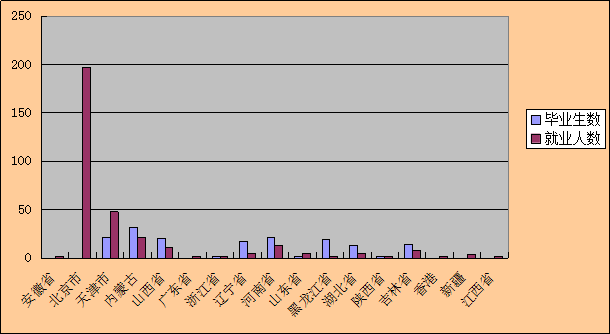 250
200
150
100
50
0
安徽省
北京市
天津市
内蒙古
山西省
广东省
浙江省
辽宁省
河南省
山东省
黑龙江省
湖北省
陕西省
吉林省
香港
新疆
江西省
毕业生数
就业人数